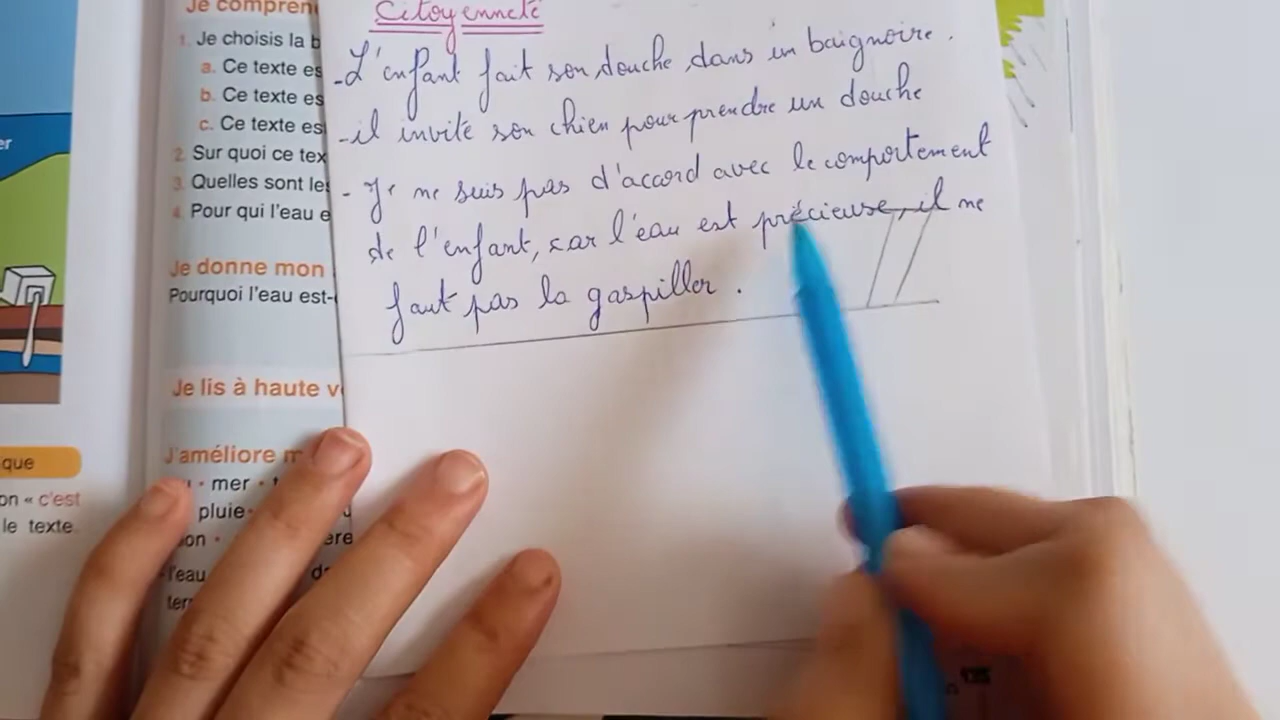 Je compren
1. Je choisis la b
a. Ce texte es
b. Ce texte es
c. Ce texte es
2. Sur quoi ce tex
3. Quelles sont les
4. Pour qui l'eau e
Je donne mon
Pourquoi l'eau est-
Je lis à haute v
J'améliore m
• mer •
pluie
l'eau
er
que
on « c'est
le texte.
Citoyenneté
- L'enfant fait son douche dans un baignoire.
- il invite son chien pour prendre un douche
- Je ne suis pas d'accord avec le comportement
de l'enfant, car l'eau est précieuse, il ne
faut pas la gaspiller.